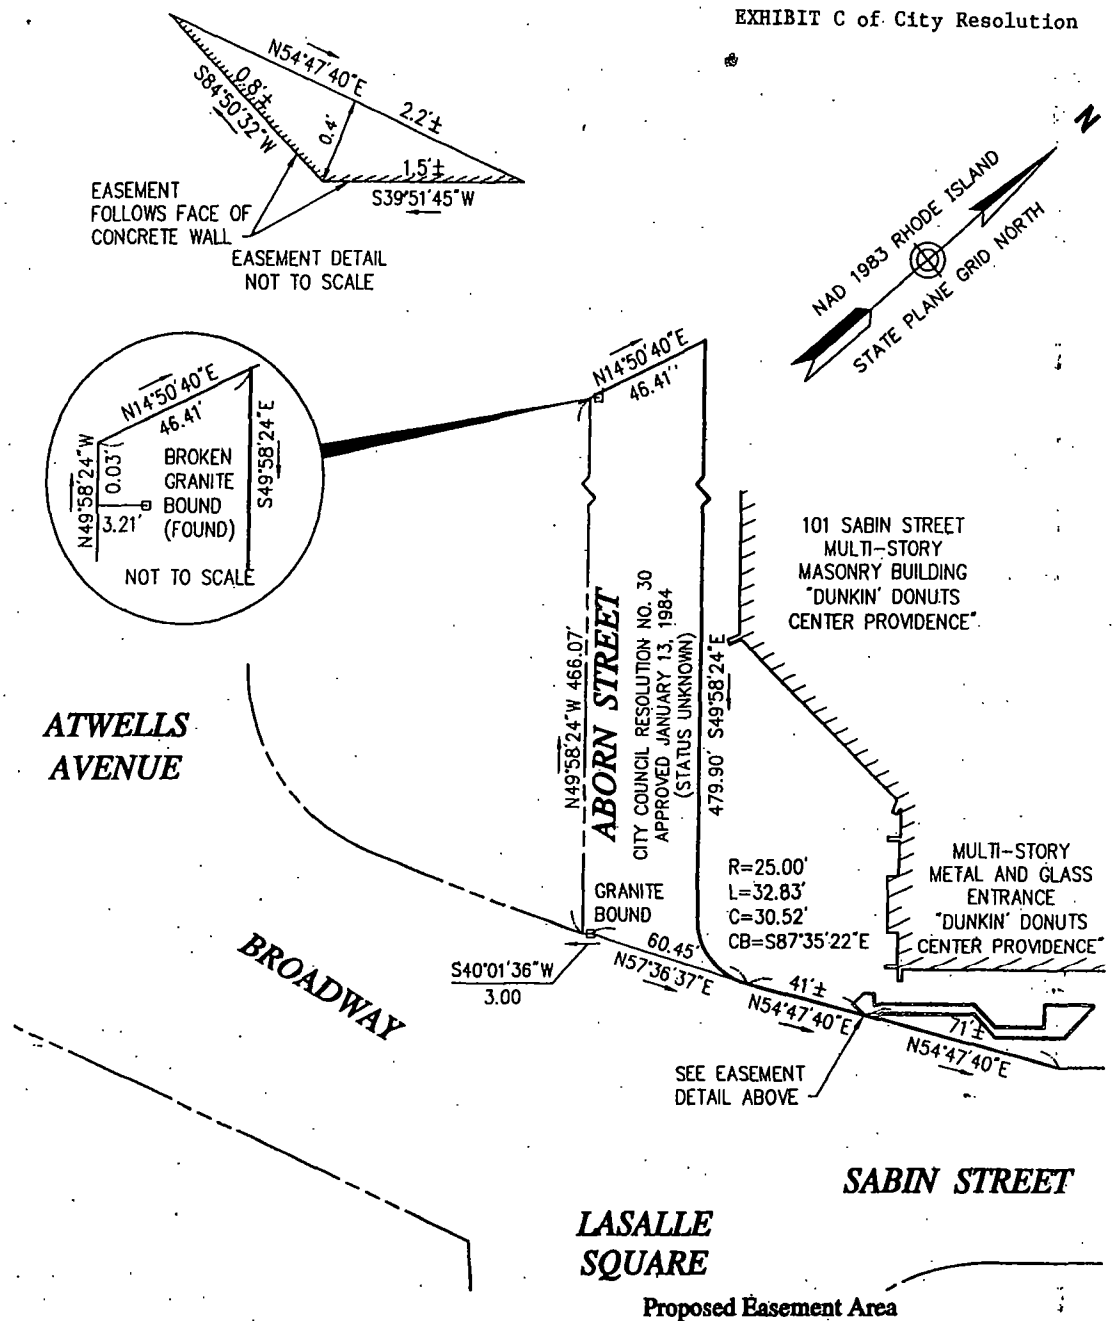 EXHIBIT C of City Resolution
N54°47'40"E
0.8'±
S84°50'32"W
2.2'±
0.4'
1.5'±
S39°51'45"W
EASEMENT
FOLLOWS FACE OF
CONCRETE WALL
EASEMENT DETAIL
NOT TO SCALE
N
NAD 1983 RHODE ISLAND
STATE PLANE GRID NORTH
N14°50'40"E
46.41'
N49°58'24"W
0.03'
3.21'
BROKEN
GRANITE
BOUND
(FOUND)
S49°58'24"E
NOT TO SCALE
N14°50'40"E
46.41''
101 SABIN STREET
MULTI-STORY
MASONRY BUILDING
"DUNKIN' DONUTS
CENTER PROVIDENCE"
N49°58'24"W 466.07'
ABORN STREET
CITY COUNCIL RESOLUTION NO. 30
APPROVED JANUARY 13, 1984
(STATUS UNKNOWN)
479.90' S49°58'24"E
ATWELLS
AVENUE
MULTI-STORY
METAL AND GLASS
ENTRANCE
"DUNKIN' DONUTS
CENTER PROVIDENCE"
R=25.00'
L=32.83'
C=30.52'
CB=S87°35'22"E
GRANITE
BOUND
BROADWAY
S40°01'36"W
3.00
60.45'
N57°36'37"E
41'±
N54°47'40"E
71'±
N54°47'40"E
SEE EASEMENT
DETAIL ABOVE
SABIN STREET
LASALLE
SQUARE
Proposed Easement Area